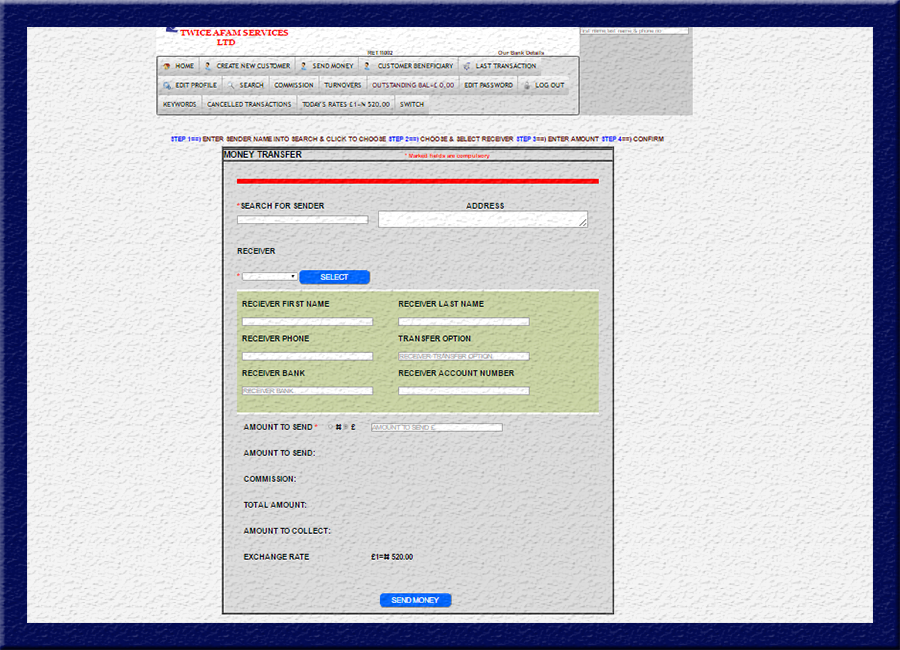 TWICE AFAM SERVICES
LTD
Our Bank Details
HOME CREATE NEW CUSTOMER SEND MONEY CUSTOMER BENEFICIARY LAST TRANSACTION
EDIT PROFILE SEARCH COMMISSION TURNOVERS OUTSTANDING BAL=£ 0.00 EDIT PASSWORD LOG OUT
KEYWORDS CANCELLED TRANSACTIONS TODAY'S RATES £1=₦ 520.00 SWITCH
STEP 1==) ENTER SENDER NAME INTO SEARCH & CLICK TO CHOOSE STEP 2==) CHOOSE & SELECT RECEIVER STEP 3==) ENTER AMOUNT STEP 4==) CONFIRM
MONEY TRANSFER * Marked fields are compulsory
*SEARCH FOR SENDER ADDRESS
RECEIVER
* SELECT
RECIEVER FIRST NAME RECEIVER LAST NAME
RECEIVER PHONE TRANSFER OPTION
RECEIVER TRANSFER OPTION
RECEIVER BANK RECEIVER ACCOUNT NUMBER
RECEIVER BANK
AMOUNT TO SEND * ₦ £ AMOUNT TO SEND £
AMOUNT TO SEND:
COMMISSION:
TOTAL AMOUNT:
AMOUNT TO COLLECT:
EXCHANGE RATE £1=₦ 520.00
SEND MONEY